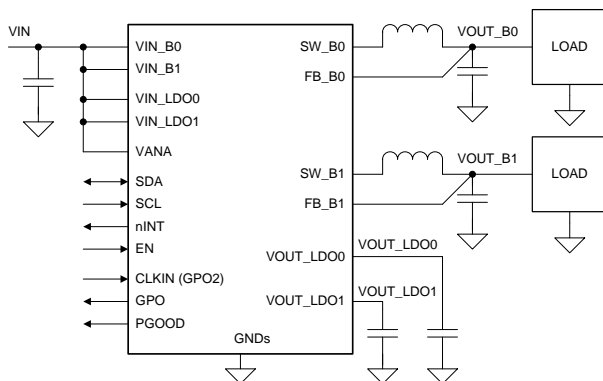 VIN
VIN_B0
VIN_B1
VIN_LDO0
VIN_LDO1
VANA
SDA
SCL
nINT
EN
CLKIN (GPO2)
GPO
PGOOD
GNDs
SW_B0
FB_B0
SW_B1
FB_B1
VOUT_LDO0
VOUT_LDO1
VOUT_B0
LOAD
VOUT_B1
LOAD
VOUT_LDO0
VOUT_LDO1